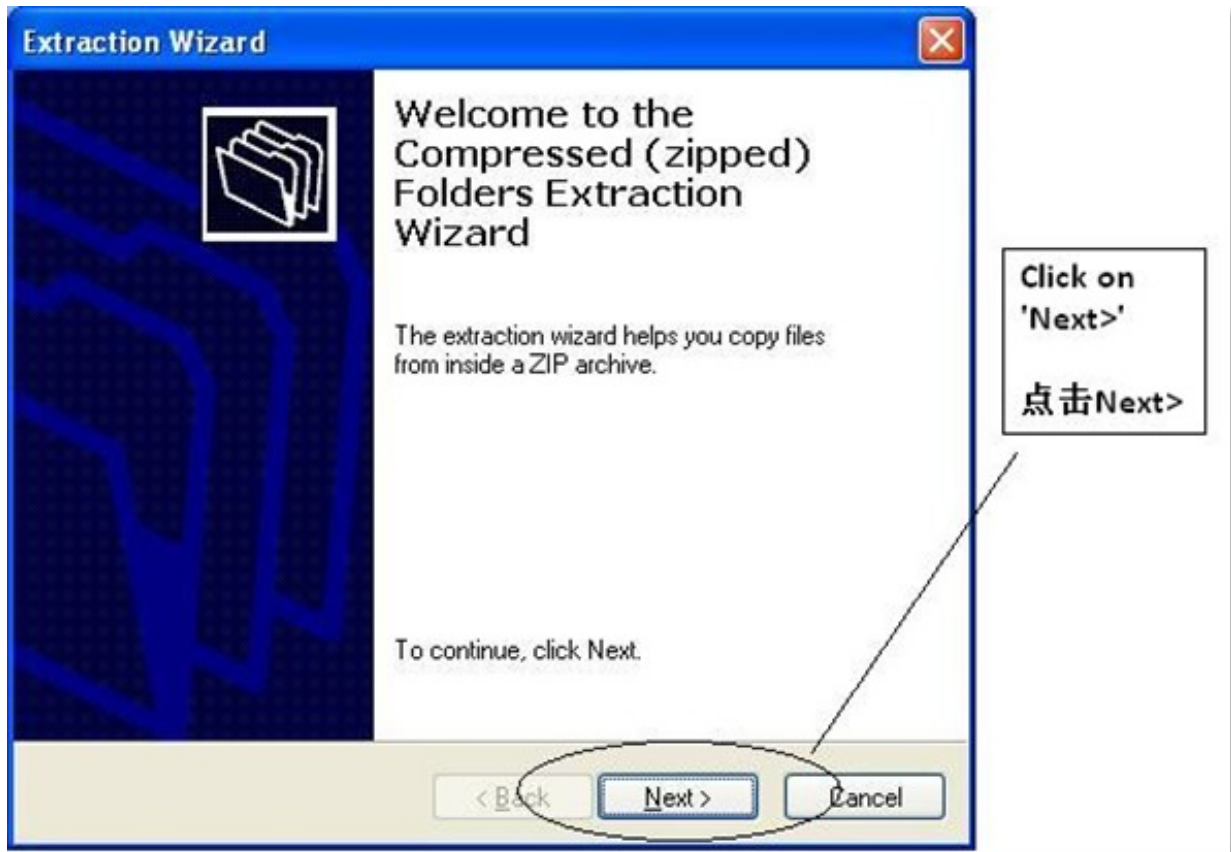 Extraction Wizard
Welcome to the
Compressed (zipped)
Folders Extraction
Wizard
The extraction wizard helps you copy files
from inside a ZIP archive.
To continue, click Next.
< Back
Next >
Cancel
Click on
'Next>'
点击Next>